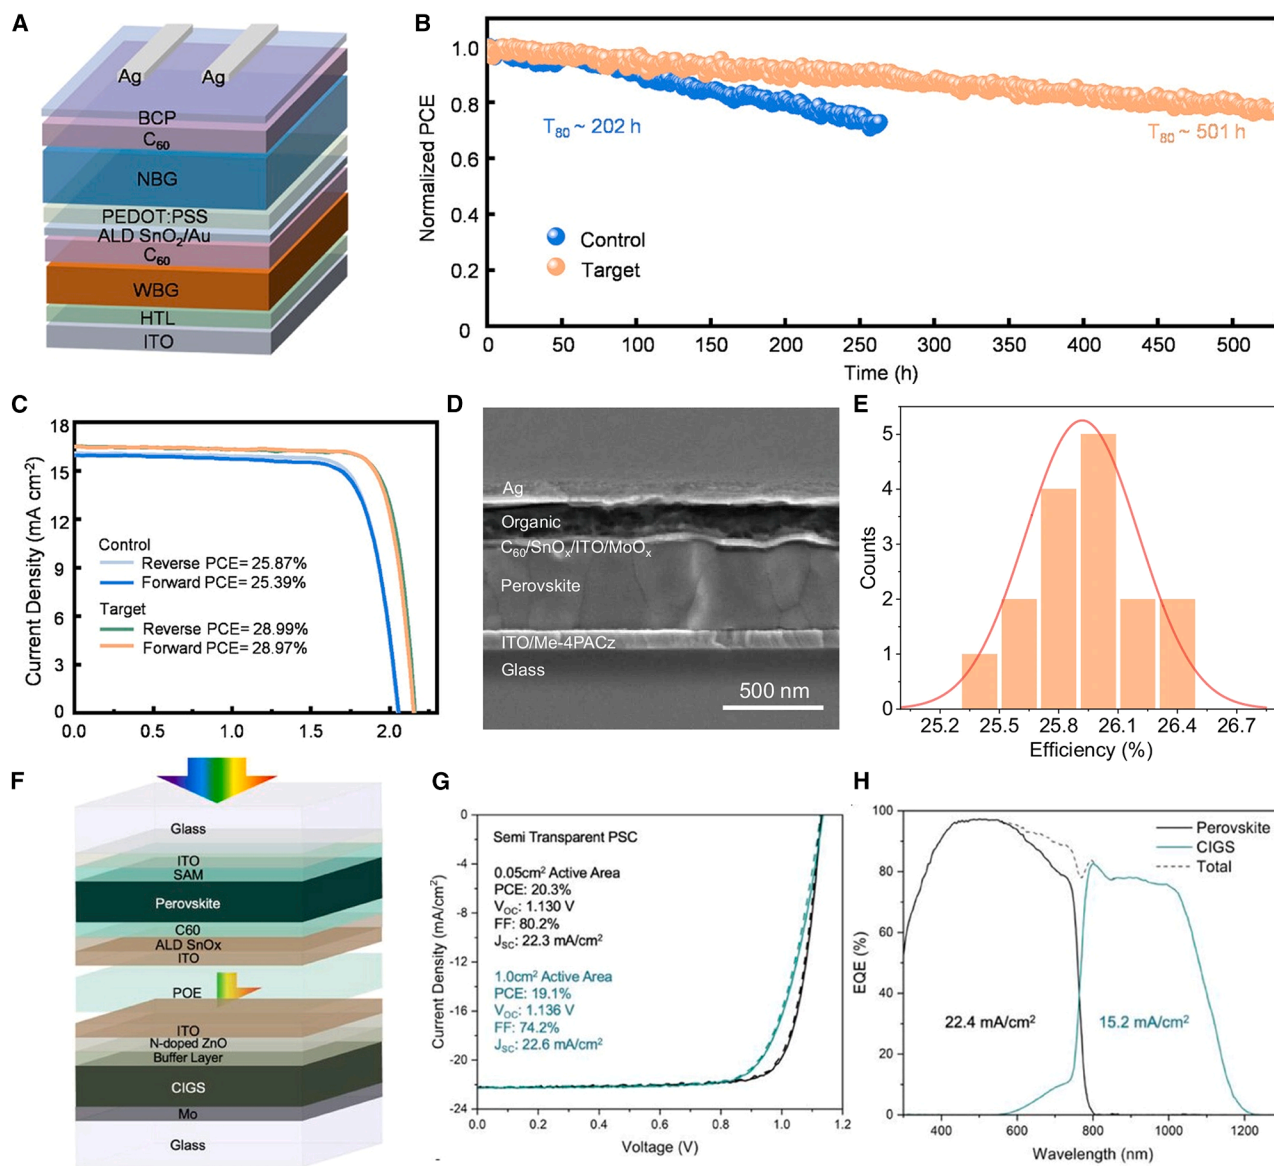 A
Ag
Ag
BCP
C60
NBG
PEDOT:PSS
ALD SnO2/Au
C60
WBG
HTL
ITO
B
Normalized PCE
1.0
0.8
0.6
0.4
0.2
0
T80 ~ 202 h
T80 ~ 501 h
Control
Target
0 50 100 150 200 250 300 350 400 450 500
Time (h)
C
Current Density (mA cm-2)
18
15
12
9
6
3
0
Control
Reverse PCE= 25.87%
Forward PCE= 25.39%
Target
Reverse PCE= 28.99%
Forward PCE= 28.97%
0.0 0.5 1.0 1.5 2.0
D
Ag
Organic
C60/SnOx/ITO/MoOx
Perovskite
ITO/Me-4PACz
Glass
500 nm
E
Counts
5
4
3
2
1
0
25.2 25.5 25.8 26.1 26.4 26.7
Efficiency (%)
F
Glass
ITO
SAM
Perovskite
C60
ALD SnOx
ITO
POE
ITO
N-doped ZnO
Buffer Layer
CIGS
Mo
Glass
G
Current Density (mA/cm2)
0
-4
-8
-12
-16
-20
-24
Semi Transparent PSC
0.05cm2 Active Area
PCE: 20.3%
VOC: 1.130 V
FF: 80.2%
JSC: 22.3 mA/cm2
1.0cm2 Active Area
PCE: 19.1%
VOC: 1.136 V
FF: 74.2%
JSC: 22.6 mA/cm2
0.0 0.2 0.4 0.6 0.8 1.0 1.2
Voltage (V)
H
EQE (%)
100
80
60
40
20
0
Perovskite
CIGS
Total
22.4 mA/cm2
15.2 mA/cm2
400 600 800 1000 1200
Wavelength (nm)